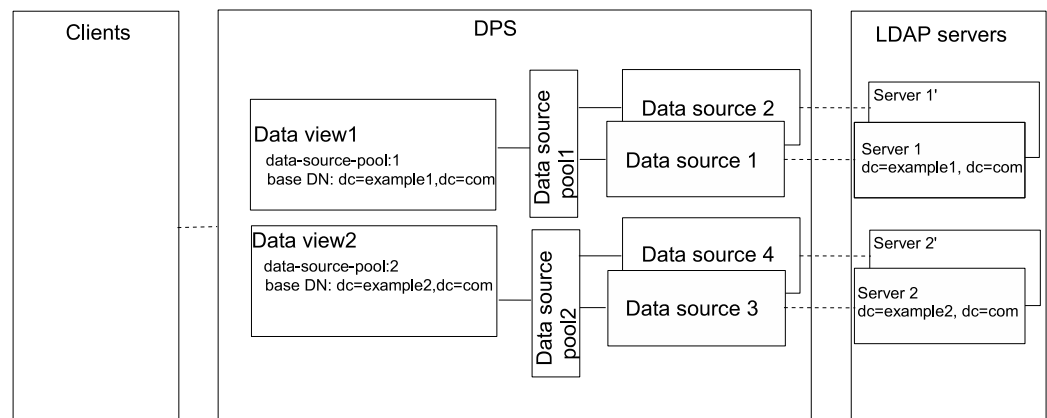 Clients
DPS
LDAP servers
Data view1
data-source-pool:1
base DN: dc=example1,dc=com
Data source
pool1
Data source 2
Data source 1
Server 1'
Server 1
dc=example1, dc=com
Data view2
data-source-pool:2
base DN: dc=example2,dc=com
Data source
pool2
Data source 4
Data source 3
Server 2'
Server 2
dc=example2, dc=com